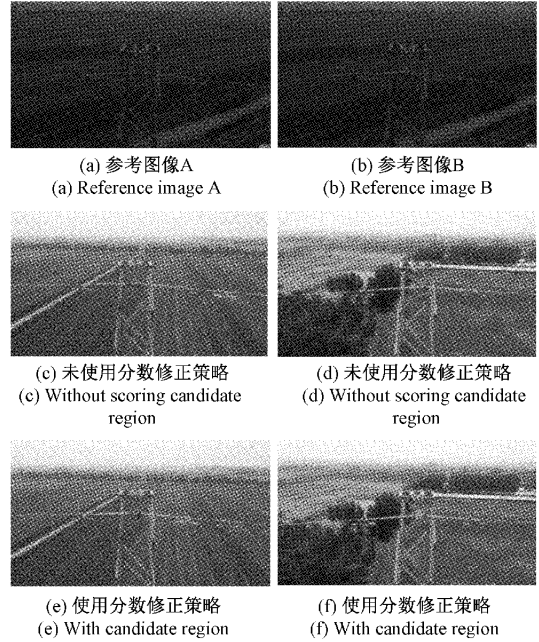 (a) 参考图像A
(a) Reference image A
(b) 参考图像B
(b) Reference image B
(c) 未使用分数修正策略
(c) Without scoring candidate
region
(d) 未使用分数修正策略
(d) Without scoring candidate
region
(e) 使用分数修正策略
(e) With candidate region
(f) 使用分数修正策略
(f) With candidate region